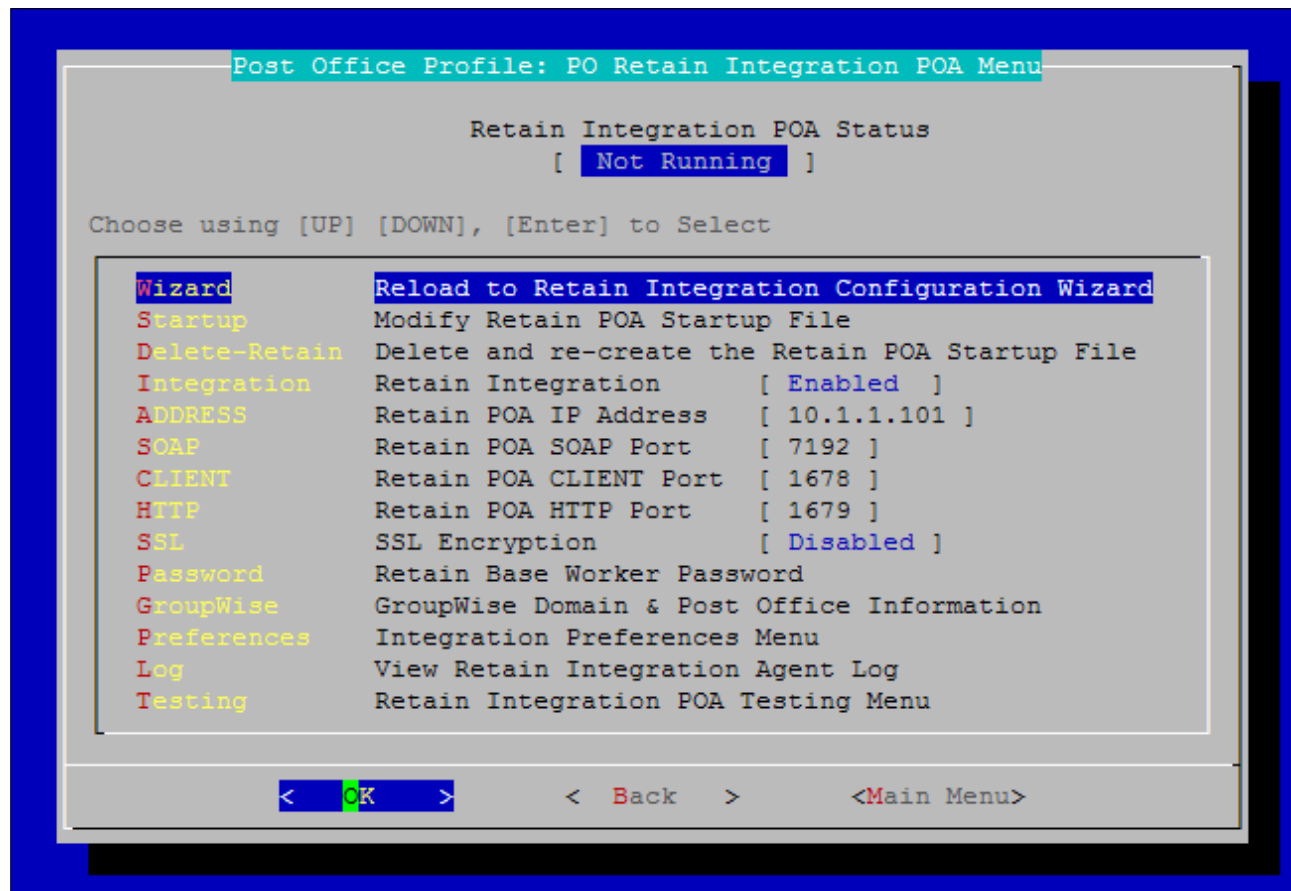 Post Office Profile: PO Retain Integration POA Menu
Retain Integration POA Status
[ Not Running ]
Choose using [UP] [DOWN], [Enter] to Select
Wizard Reload to Retain Integration Configuration Wizard
Startup Modify Retain POA Startup File
Delete-Retain Delete and re-create the Retain POA Startup File
Integration Retain Integration [ Enabled ]
ADDRESS Retain POA IP Address [ 10.1.1.101 ]
SOAP Retain POA SOAP Port [ 7192 ]
CLIENT Retain POA CLIENT Port [ 1678 ]
HTTP Retain POA HTTP Port [ 1679 ]
SSL SSL Encryption [ Disabled ]
Password Retain Base Worker Password
GroupWise GroupWise Domain & Post Office Information
Preferences Integration Preferences Menu
Log View Retain Integration Agent Log
Testing Retain Integration POA Testing Menu
< OK > < Back > <Main Menu>